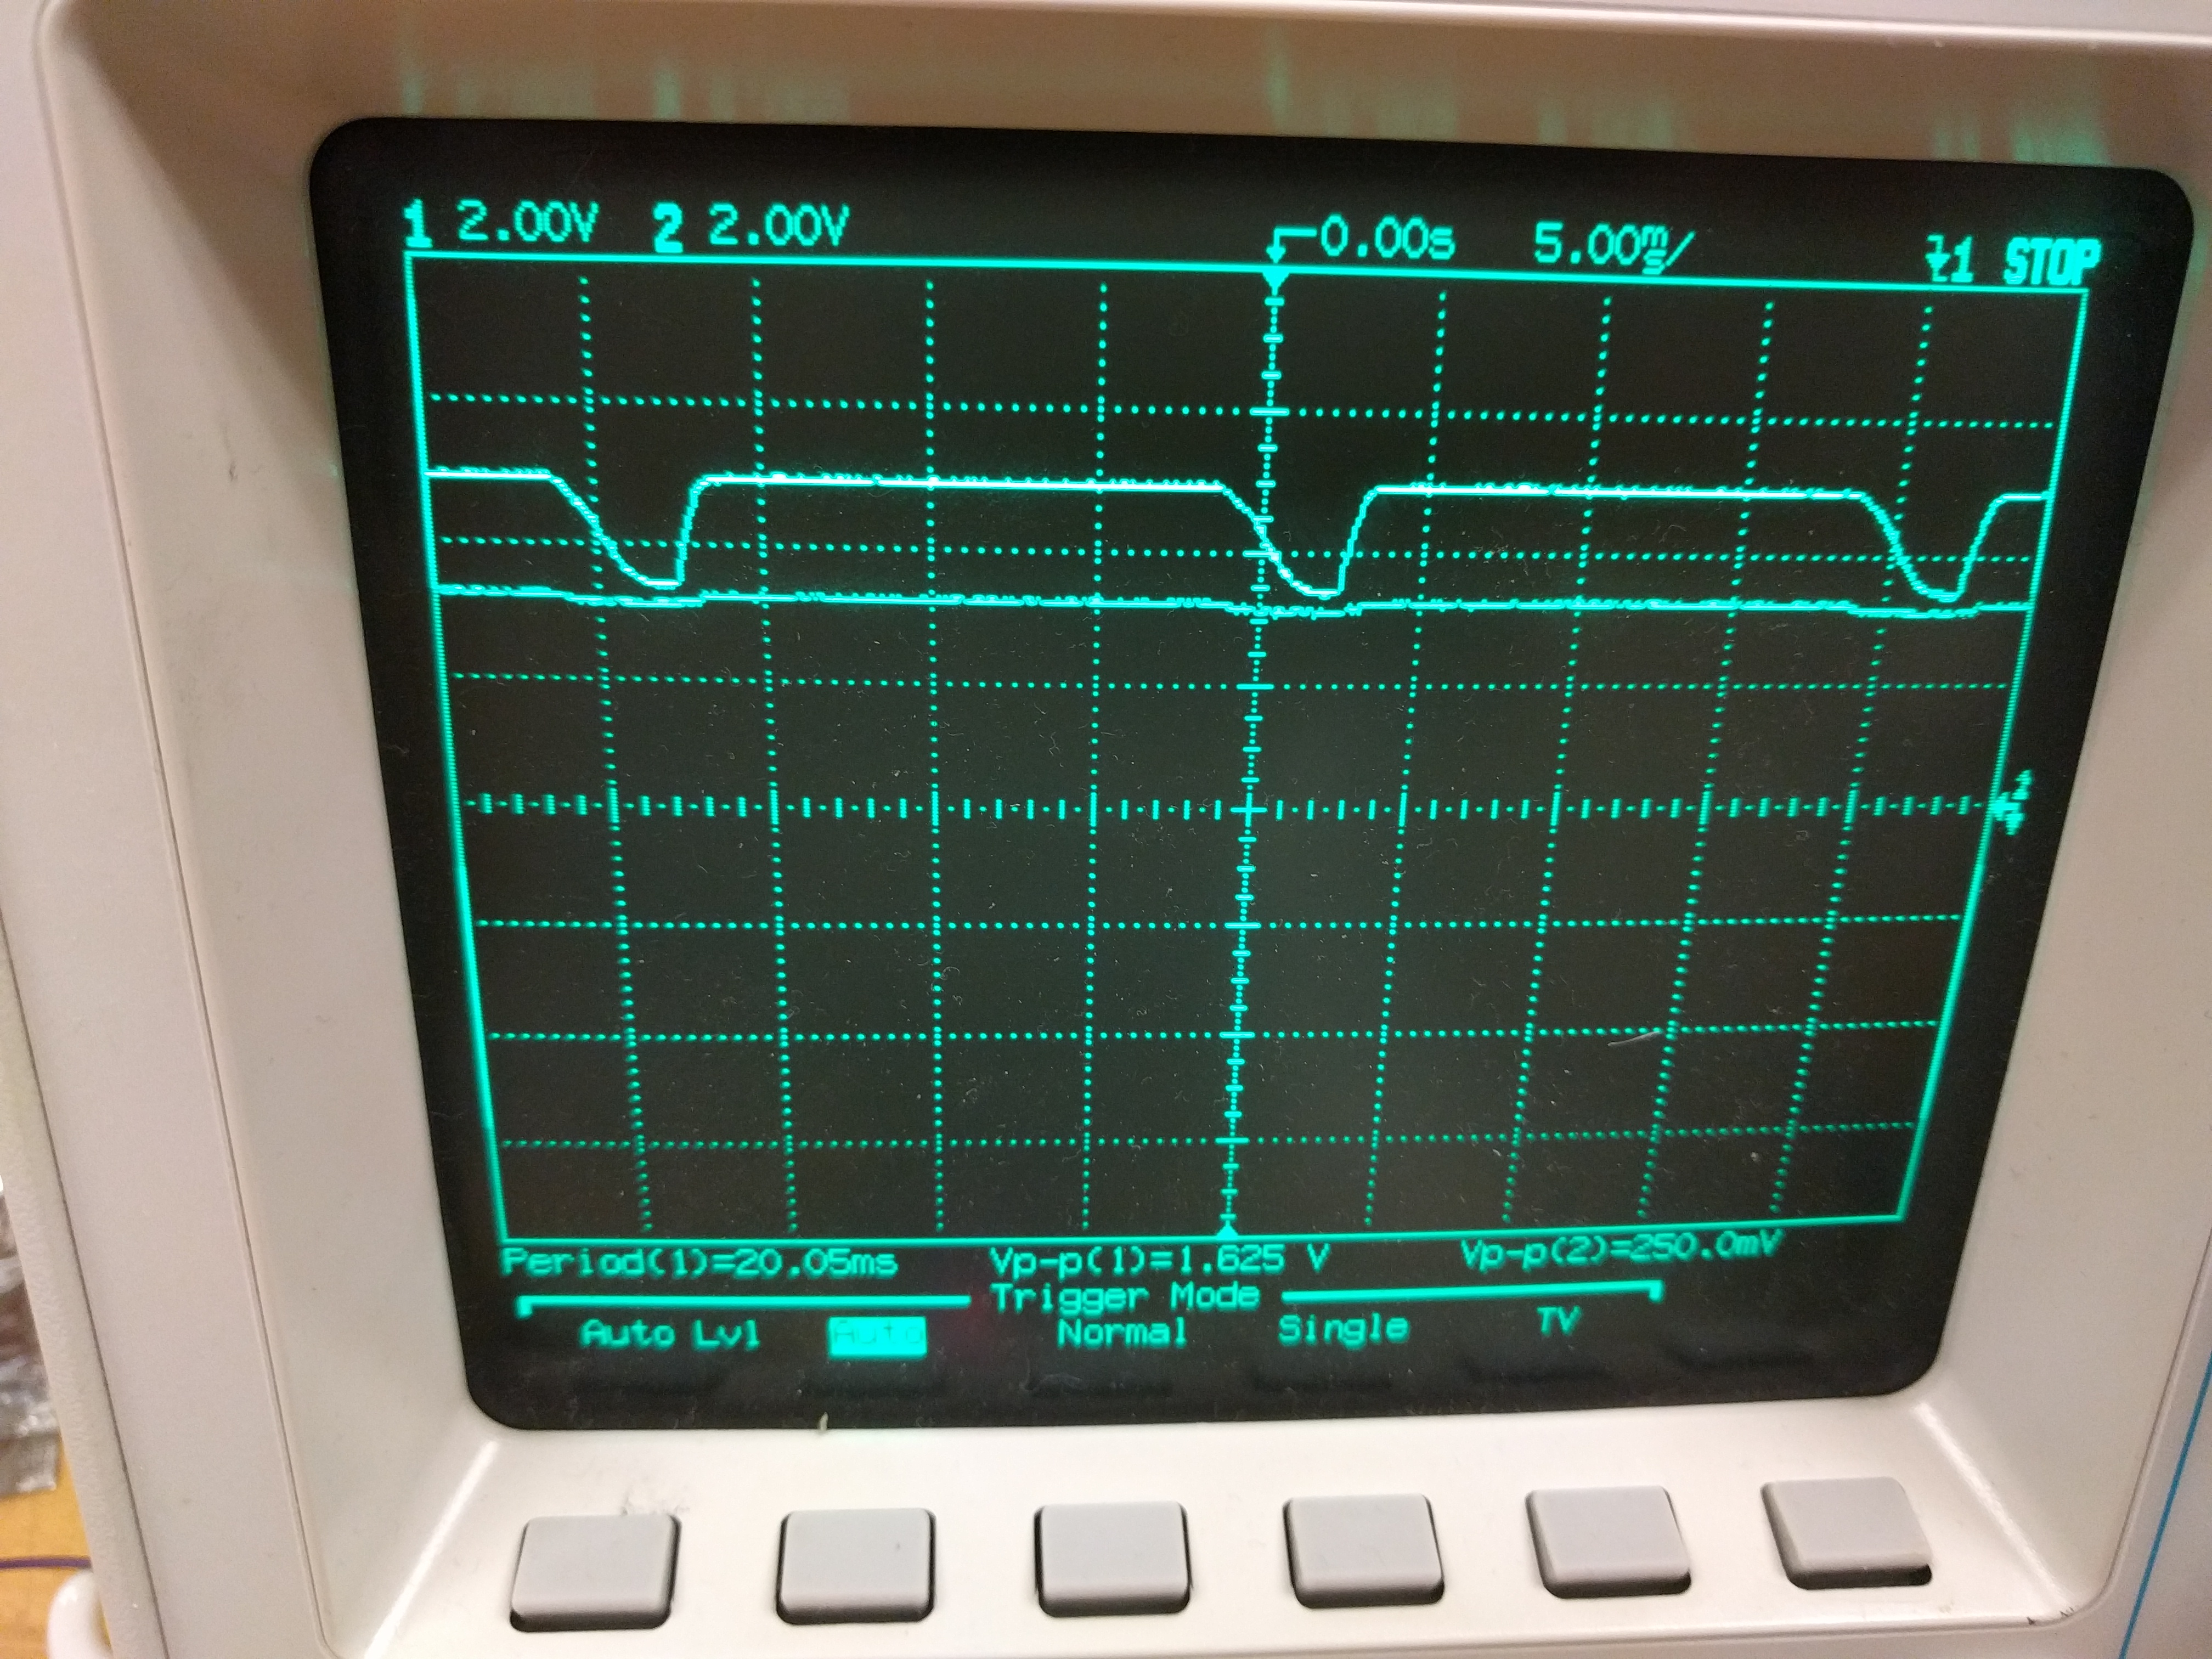 1 2.00V 2 2.00V 0.00s 5.00ms/ 1 STOP
Period(1)=20.05ms Vp-p(1)=1.625 V Vp-p(2)=250.0mV
Trigger Mode
Auto Lvl Auto Normal Single TV